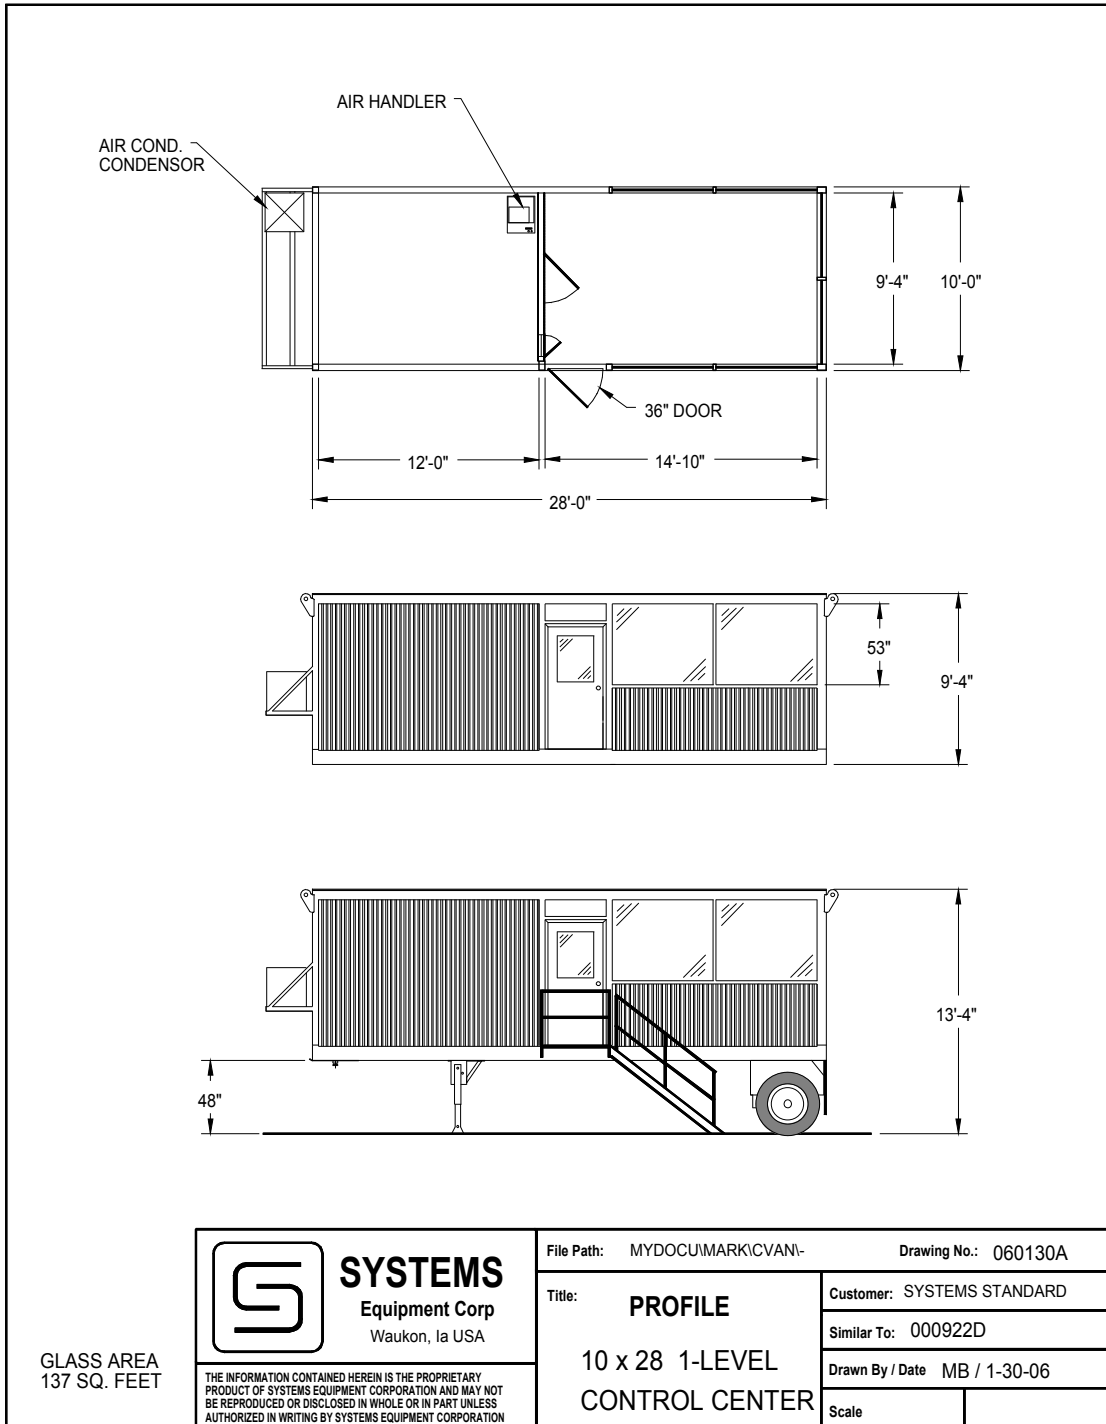 AIR HANDLER
AIR COND.
CONDENSOR
9'-4"
10'-0"
36" DOOR
12'-0"
14'-10"
28'-0"
53"
9'-4"
13'-4"
48"
GLASS AREA
137 SQ. FEET
SYSTEMS
Equipment Corp
Waukon, Ia USA
THE INFORMATION CONTAINED HEREIN IS THE PROPRIETARY
PRODUCT OF SYSTEMS EQUIPMENT CORPORATION AND MAY NOT
BE REPRODUCED OR DISCLOSED IN WHOLE OR IN PART UNLESS
AUTHORIZED IN WRITING BY SYSTEMS EQUIPMENT CORPORATION
File Path: MYDOCU\MARK\CVAN\-
Drawing No.: 060130A
Title: PROFILE
10 x 28 1-LEVEL
CONTROL CENTER
Customer: SYSTEMS STANDARD
Similar To: 000922D
Drawn By / Date MB / 1-30-06
Scale